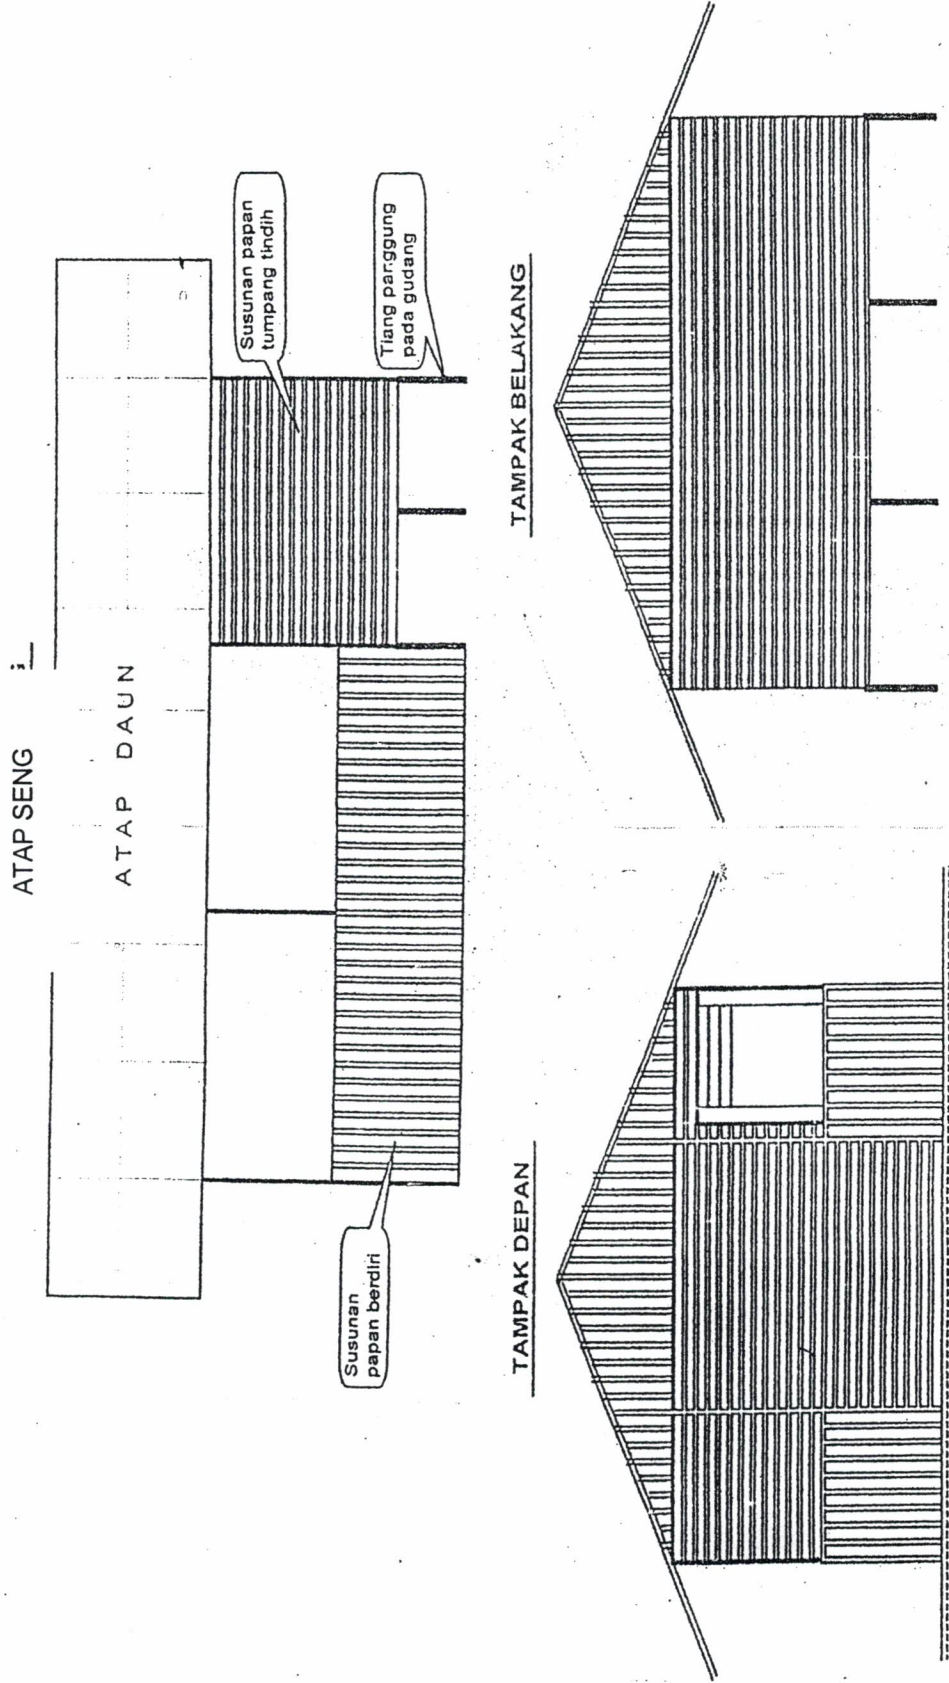 ATAP SENG
ATAP DAUN
Susunan papan
tumpang tindih
Tiang panggung
pada gudang
Susunan
papan berdiri
TAMPAK DEPAN
TAMPAK BELAKANG